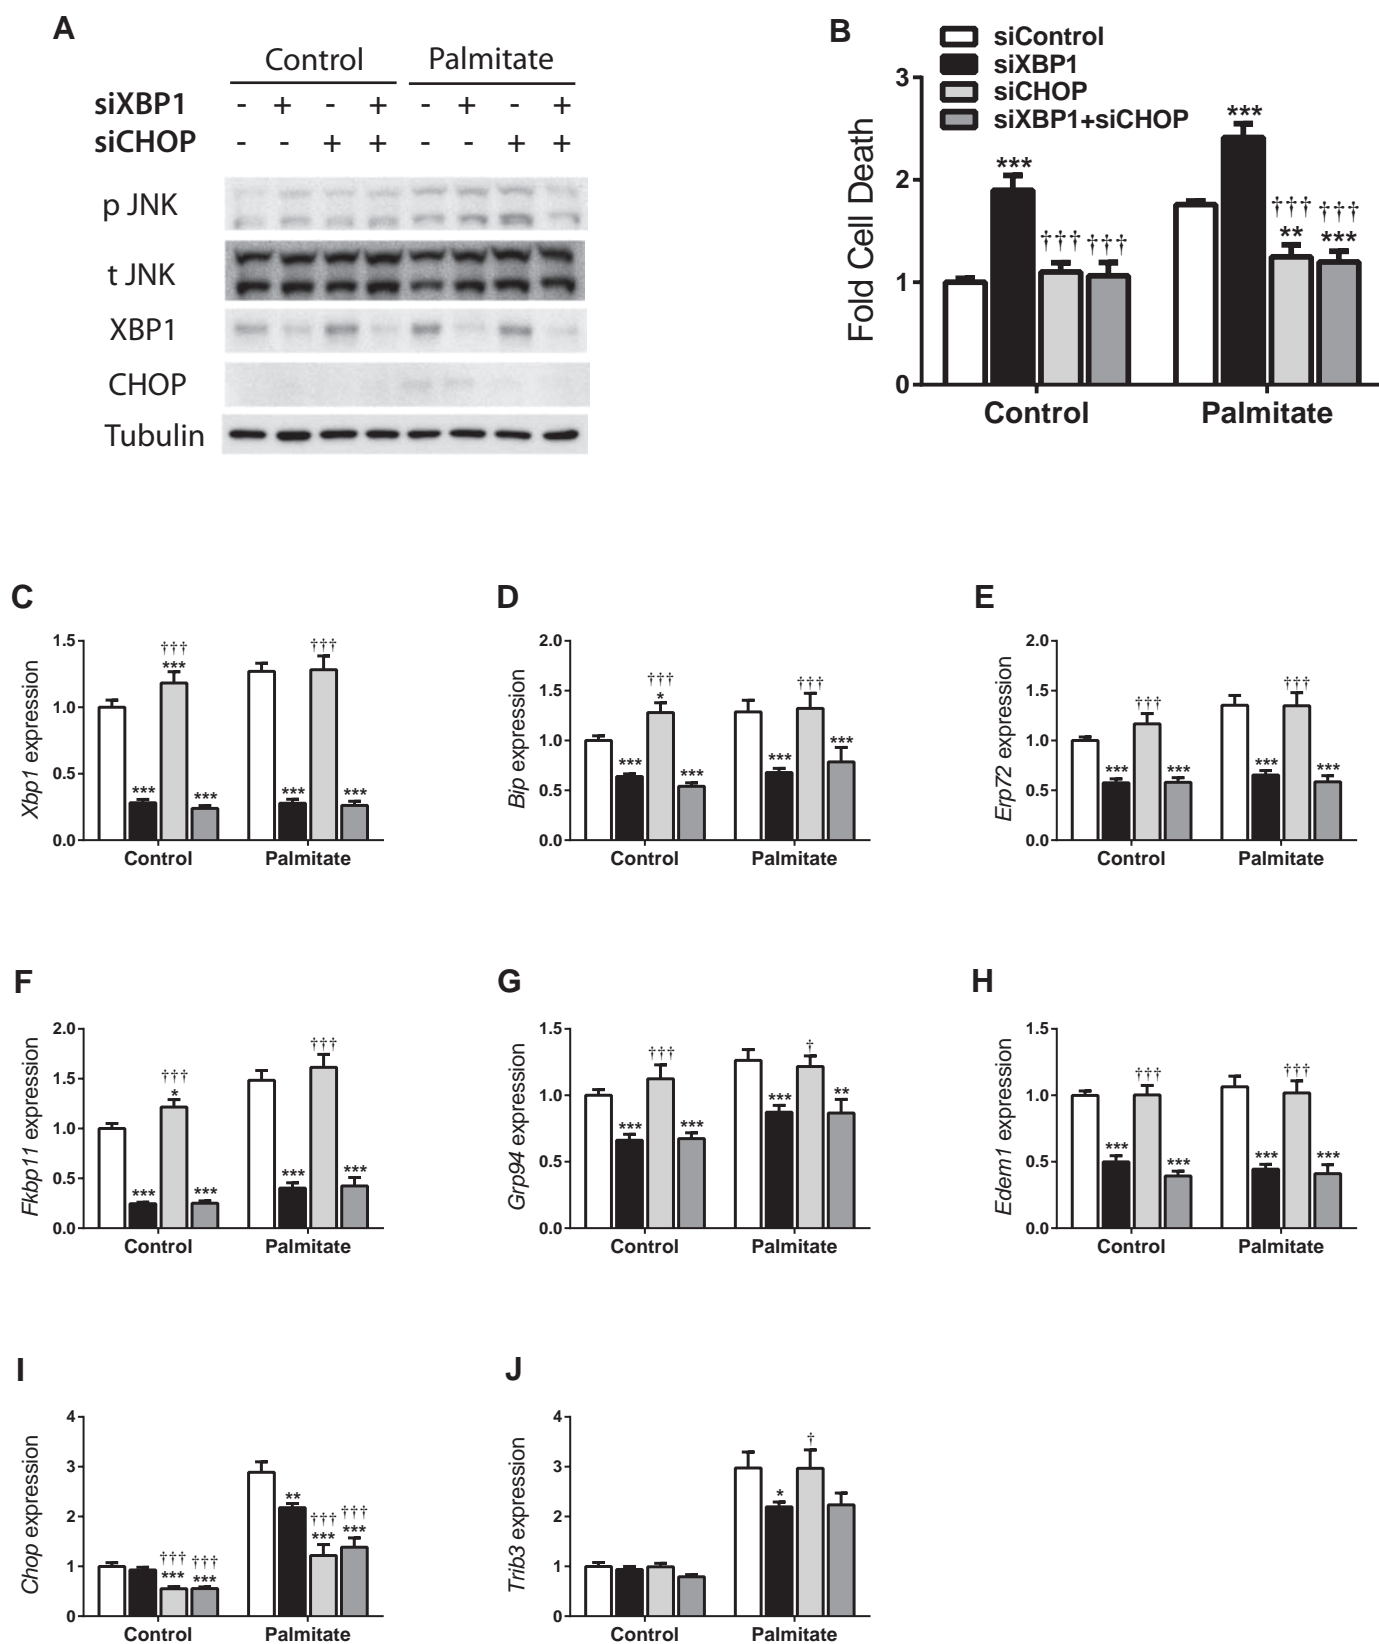 A
Control Palmitate
siXBP1 - + - + - + - +
siCHOP - - + + - - + +
p JNK
t JNK
XBP1
CHOP
Tubulin
B
siControl
siXBP1
siCHOP
siXBP1+siCHOP
Fold Cell Death
3
2
1
0
*** ††† ††† *** ††† ** ††† ***
Control Palmitate
C
Xbp1 expression
1.5
1.0
0.5
0.0
*** ††† *** *** *** ††† ***
Control Palmitate
D
Bip expression
2.0
1.5
1.0
0.5
0.0
*** ††† * *** *** ††† ***
Control Palmitate
E
Erp72 expression
2.0
1.5
1.0
0.5
0.0
*** ††† *** *** ††† ***
Control Palmitate
F
Fkbp11 expression
2.0
1.5
1.0
0.5
0.0
*** ††† * *** *** ††† ***
Control Palmitate
G
Grp94 expression
1.5
1.0
0.5
0.0
*** ††† *** *** † **
Control Palmitate
H
Edem1 expression
1.5
1.0
0.5
0.0
*** ††† *** *** ††† ***
Control Palmitate
I
Chop expression
4
3
2
1
0
††† *** ††† *** ** ††† *** ††† ***
Control Palmitate
J
Trib3 expression
4
3
2
1
0
* †
Control Palmitate